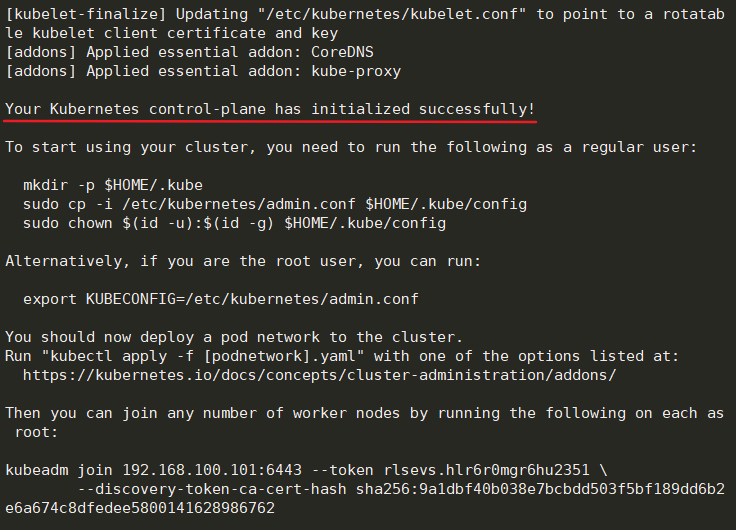 [kubelet-finalize] Updating "/etc/kubernetes/kubelet.conf" to point to a rotatab
le kubelet client certificate and key
[addons] Applied essential addon: CoreDNS
[addons] Applied essential addon: kube-proxy
Your Kubernetes control-plane has initialized successfully!
To start using your cluster, you need to run the following as a regular user:
mkdir -p $HOME/.kube
sudo cp -i /etc/kubernetes/admin.conf $HOME/.kube/config
sudo chown $(id -u):$(id -g) $HOME/.kube/config
Alternatively, if you are the root user, you can run:
export KUBECONFIG=/etc/kubernetes/admin.conf
You should now deploy a pod network to the cluster.
Run "kubectl apply -f [podnetwork].yaml" with one of the options listed at:
https://kubernetes.io/docs/concepts/cluster-administration/addons/
Then you can join any number of worker nodes by running the following on each as
root:
kubeadm join 192.168.100.101:6443 --token rlsevs.hlr6r0mgr6hu2351 \
--discovery-token-ca-cert-hash sha256:9a1dbf40b038e7bcbdd503f5bf189dd6b2
e6a674c8dfedee5800141628986762